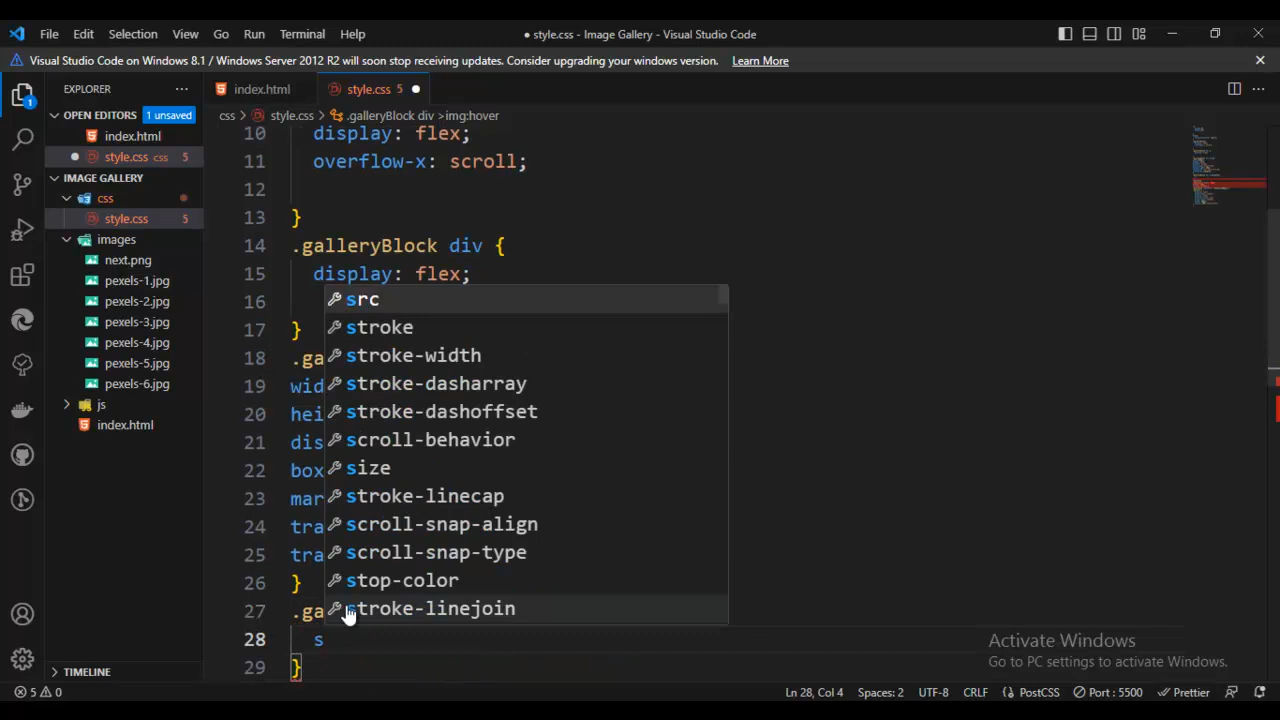 File Edit Selection View Go Run Terminal Help
● style.css - Image Gallery - Visual Studio Code
Visual Studio Code on Windows 8.1 / Windows Server 2012 R2 will soon stop receiving updates. Consider upgrading your windows version. Learn More
EXPLORER
OPEN EDITORS 1 unsaved
index.html
style.css css 5
IMAGE GALLERY
css
style.css 5
images
next.png
pexels-1.jpg
pexels-2.jpg
pexels-3.jpg
pexels-4.jpg
pexels-5.jpg
pexels-6.jpg
js
index.html
TIMELINE
1
index.html
style.css 5
css > style.css > .galleryBlock div >img:hover
10 display: flex;
11 overflow-x: scroll;
12
13 }
14 .galleryBlock div {
15 display: flex;
16
17 }
18 .ga
19 wid
20 hei
21 dis
22 box
23 mar
24 tra
25 tra
26 }
27 .ga
28 s
29 }
src
stroke
stroke-width
stroke-dasharray
stroke-dashoffset
scroll-behavior
size
stroke-linecap
scroll-snap-align
scroll-snap-type
stop-color
stroke-linejoin
Activate Windows
Go to PC settings to activate Windows.
5 0
Ln 28, Col 4 Spaces: 2 UTF-8 CRLF PostCSS Port : 5500 Prettier